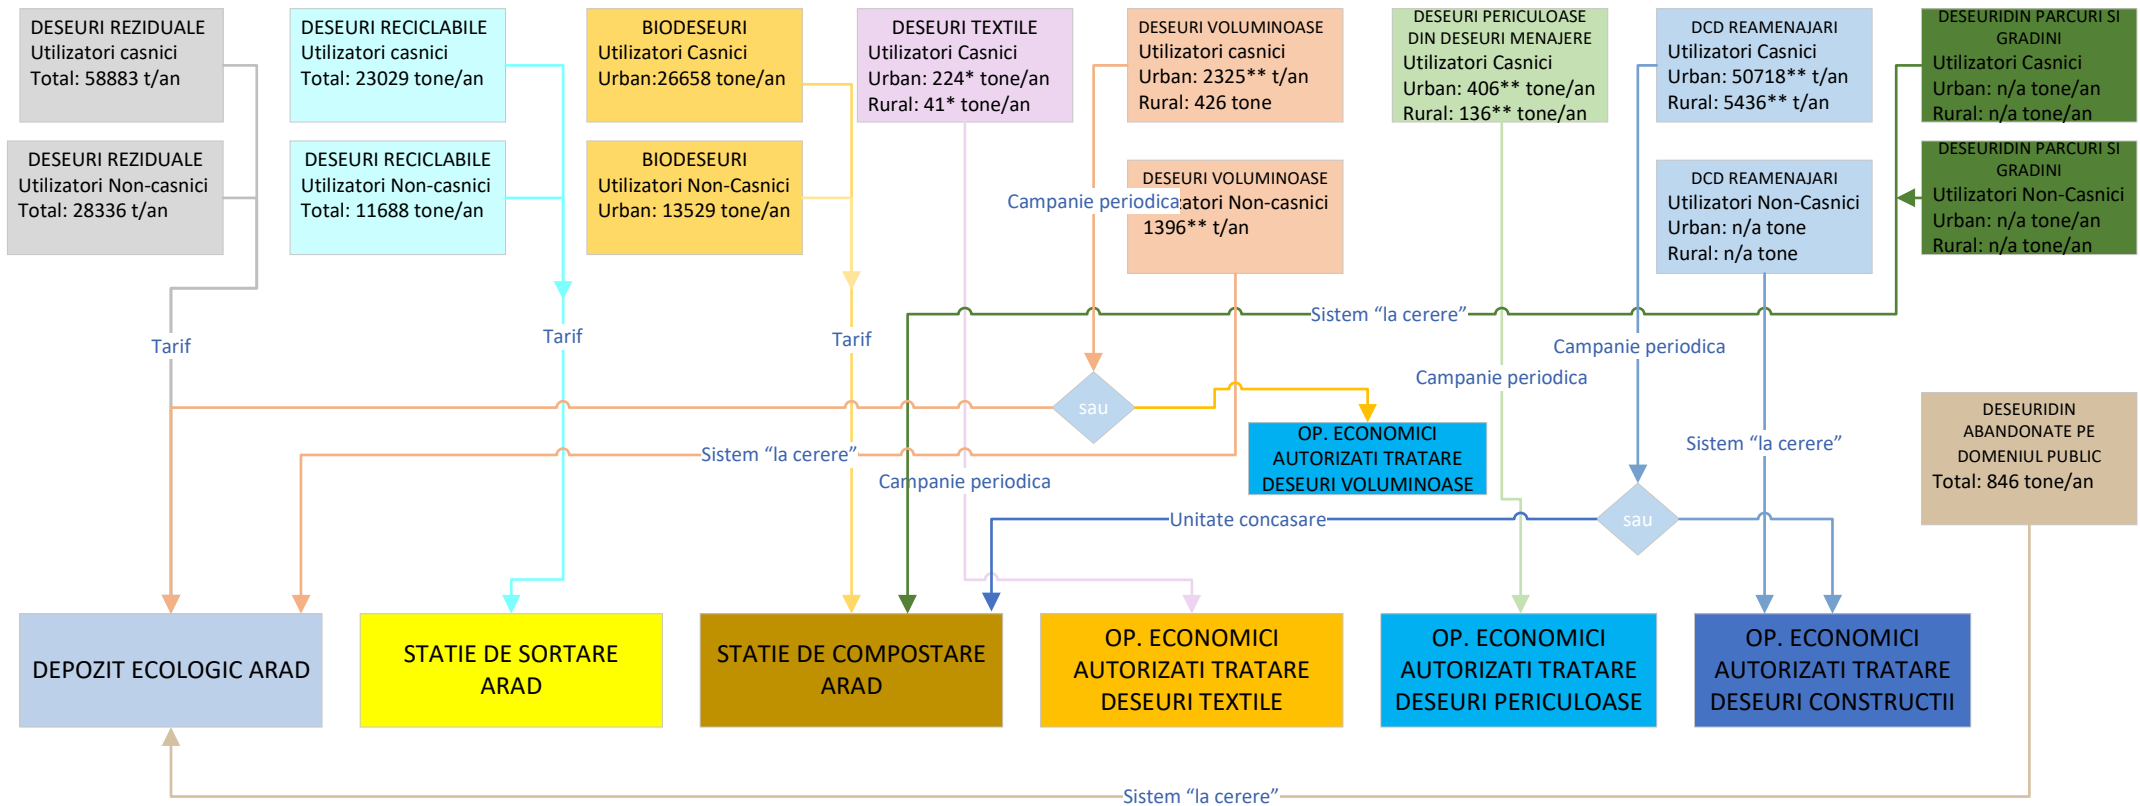 DESEURI REZIDUALE
Utilizatori casnici
Total: 58883 t/an
DESEURI RECICLABILE
Utilizatori casnici
Total: 23029 tone/an
BIODESEURI
Utilizatori Casnici
Urban:26658 tone/an
DESEURI TEXTILE
Utilizatori Casnici
Urban: 224* tone/an
Rural: 41* tone/an
DESEURI VOLUMINOASE
Utilizatori casnici
Urban: 2325** t/an
Rural: 426 tone
DESEURI PERICULOASE
DIN DESEURI MENAJERE
Utilizatori Casnici
Urban: 406** tone/an
Rural: 136** tone/an
DCD REAMENAJARI
Utilizatori Casnici
Urban: 50718** t/an
Rural: 5436** t/an
DESEURIDIN PARCURI SI
GRADINI
Utilizatori Casnici
Urban: n/a tone/an
Rural: n/a tone/an
DESEURI REZIDUALE
Utilizatori Non-casnici
Total: 28336 t/an
DESEURI RECICLABILE
Utilizatori Non-casnici
Total: 11688 tone/an
BIODESEURI
Utilizatori Non-Casnici
Urban: 13529 tone/an
DESEURI VOLUMINOASE
zatori Non-casnici
1396** t/an
Campanie periodica
DCD REAMENAJARI
Utilizatori Non-Casnici
Urban: n/a tone
Rural: n/a tone
DESEURIDIN PARCURI SI
GRADINI
Utilizatori Non-Casnici
Urban: n/a tone/an
Rural: n/a tone/an
Tarif
Tarif
Tarif
Sistem “la cerere”
Campanie periodica
Campanie periodica
sau
OP. ECONOMICI
AUTORIZATI TRATARE
DESEURI VOLUMINOASE
Sistem “la cerere”
Sistem “la cerere”
Campanie periodica
DESEURIDIN
ABANDONATE PE
DOMENIUL PUBLIC
Total: 846 tone/an
Unitate concasare
sau
DEPOZIT ECOLOGIC ARAD
STATIE DE SORTARE
ARAD
STATIE DE COMPOSTARE
ARAD
OP. ECONOMICI
AUTORIZATI TRATARE
DESEURI TEXTILE
OP. ECONOMICI
AUTORIZATI TRATARE
DESEURI PERICULOASE
OP. ECONOMICI
AUTORIZATI TRATARE
DESEURI CONSTRUCTII
Sistem “la cerere”